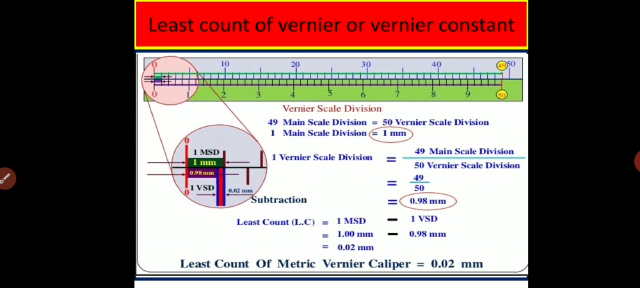 Least count of vernier or vernier constant
0 10 20 30 40 49 50
0 1 2 3 4 5 6 7 8 9 50
Vernier Scale Division
49 Main Scale Division = 50 Vernier Scale Division
1 Main Scale Division = 1 mm
0
1 MSD
1 mm
0.98 mm
1 VSD
0.02 mm
0
Subtraction
1 Vernier Scale Division = 49 Main Scale Division
50 Vernier Scale Division
= 49
50
= 0.98 mm
Least Count (L.C) = 1 MSD − 1 VSD
= 1.00 mm − 0.98 mm
= 0.02 mm
Least Count Of Metric Vernier Caliper = 0.02 mm